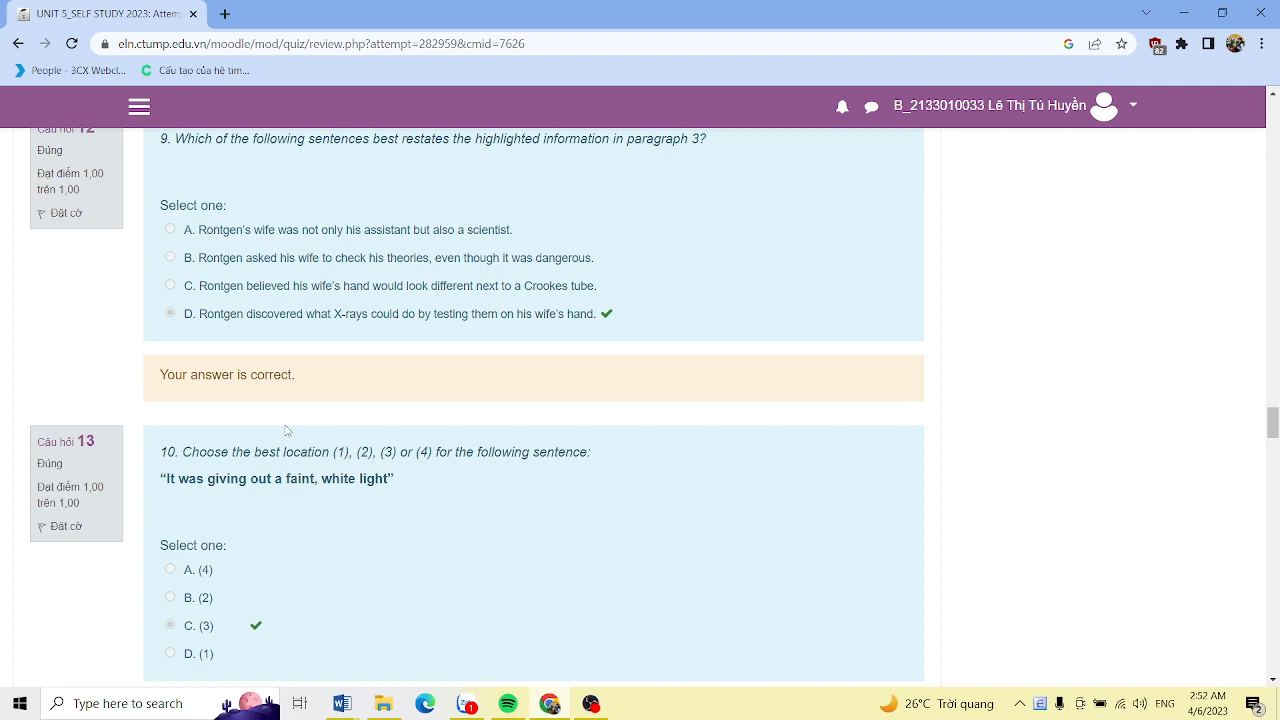 UNIT 5_SELF STUDY 2023: Attem
eln.ctump.edu.vn/moodle/mod/quiz/review.php?attempt=282959&cmid=7626
82
People - 3CX Webcl...
Cấu tạo của hệ tim...
B_2133010033 Lê Thị Tú Huyền
Câu hỏi 12
Đúng
Đạt điểm 1,00
trên 1,00
Đặt cờ
9. Which of the following sentences best restates the highlighted information in paragraph 3?
Select one:
A. Rontgen's wife was not only his assistant but also a scientist.
B. Rontgen asked his wife to check his theories, even though it was dangerous.
C. Rontgen believed his wife's hand would look different next to a Crookes tube.
D. Rontgen discovered what X-rays could do by testing them on his wife's hand.
Your answer is correct.
Câu hỏi 13
Đúng
Đạt điểm 1,00
trên 1,00
Đặt cờ
10. Choose the best location (1), (2), (3) or (4) for the following sentence:
“It was giving out a faint, white light”
Select one:
A. (4)
B. (2)
C. (3)
D. (1)
Type here to search
1
26°C Trời quang
ENG
2:52 AM
4/6/2023
2